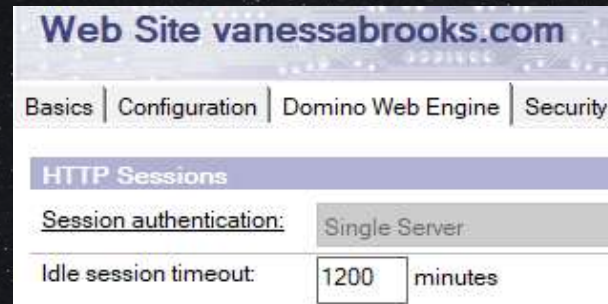 Web Site vanessabrooks.com
Basics | Configuration | Domino Web Engine | Security
HTTP Sessions
Session authentication: Single Server
Idle session timeout: 1200 minutes